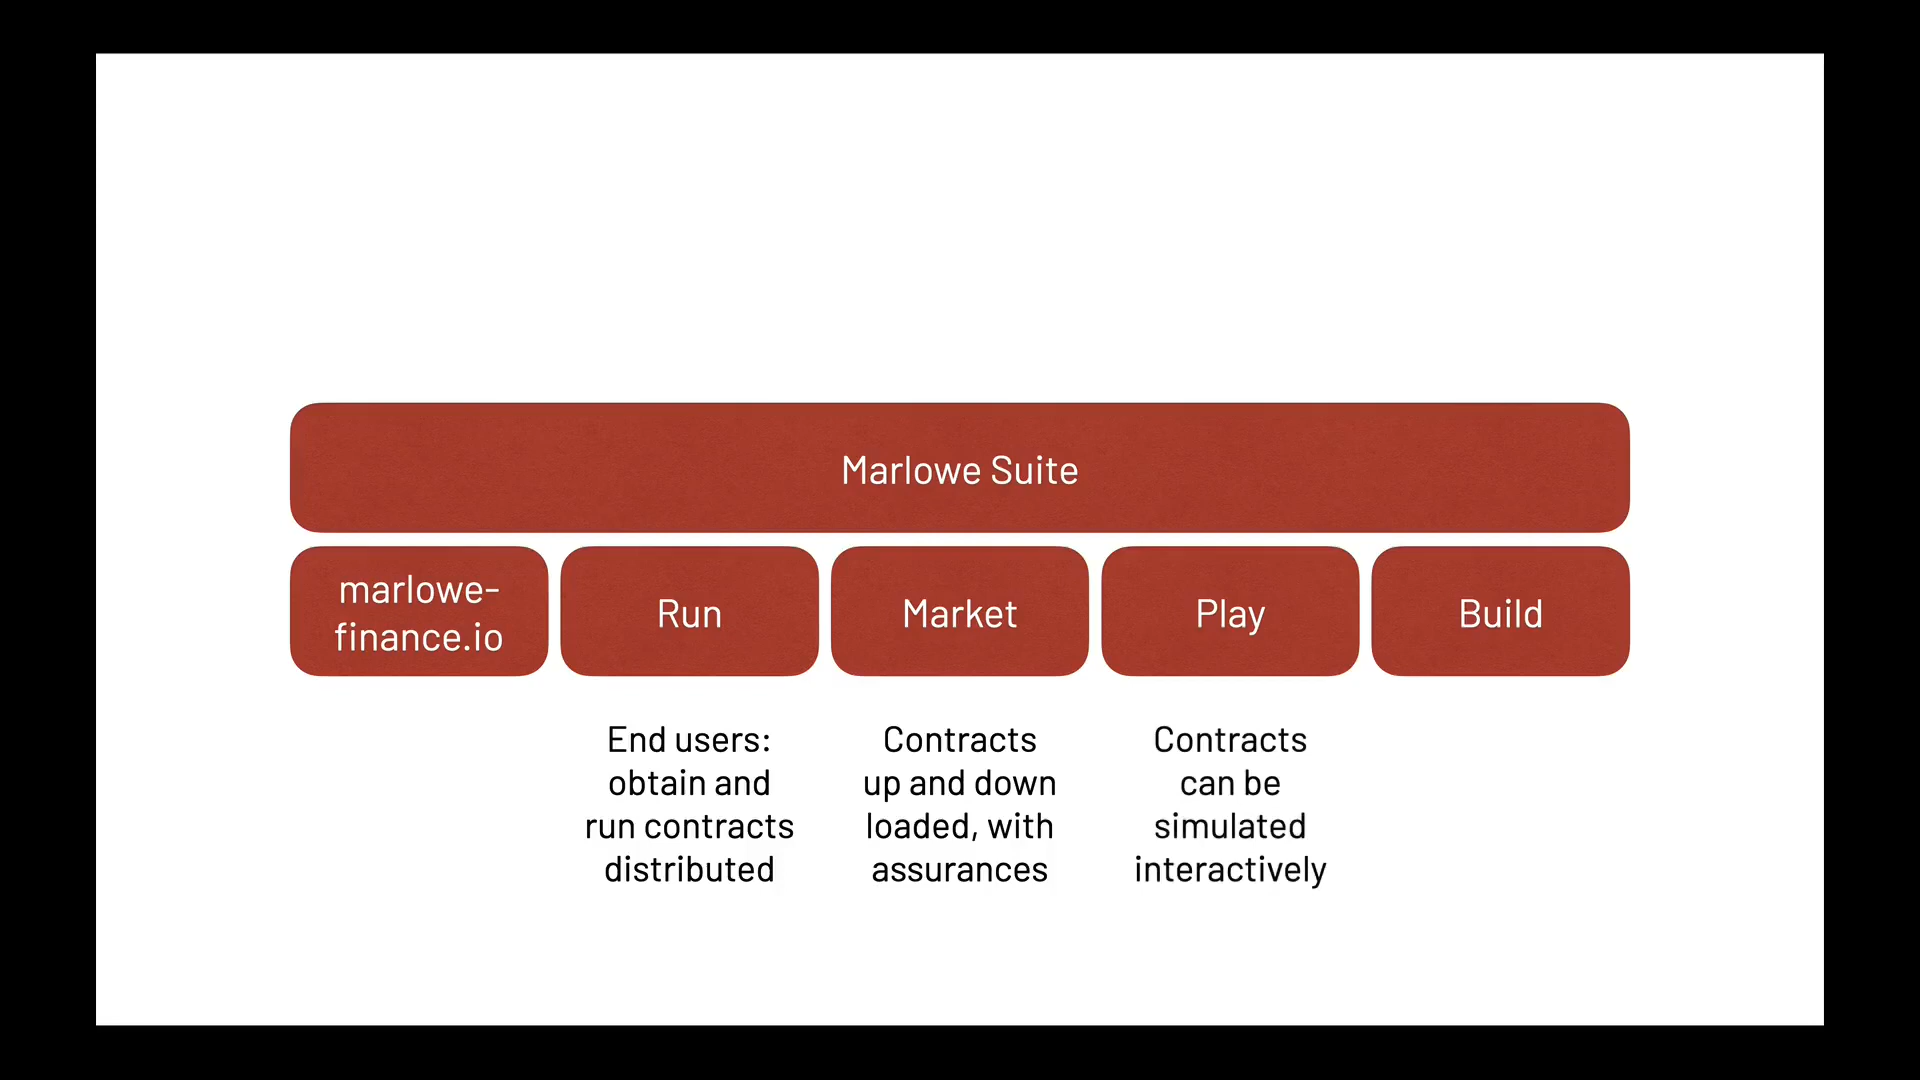 Marlowe Suite
marlowe-
finance.io
Run
Market
Play
Build
End users:
obtain and
run contracts
distributed
Contracts
up and down
loaded, with
assurances
Contracts
can be
simulated
interactively